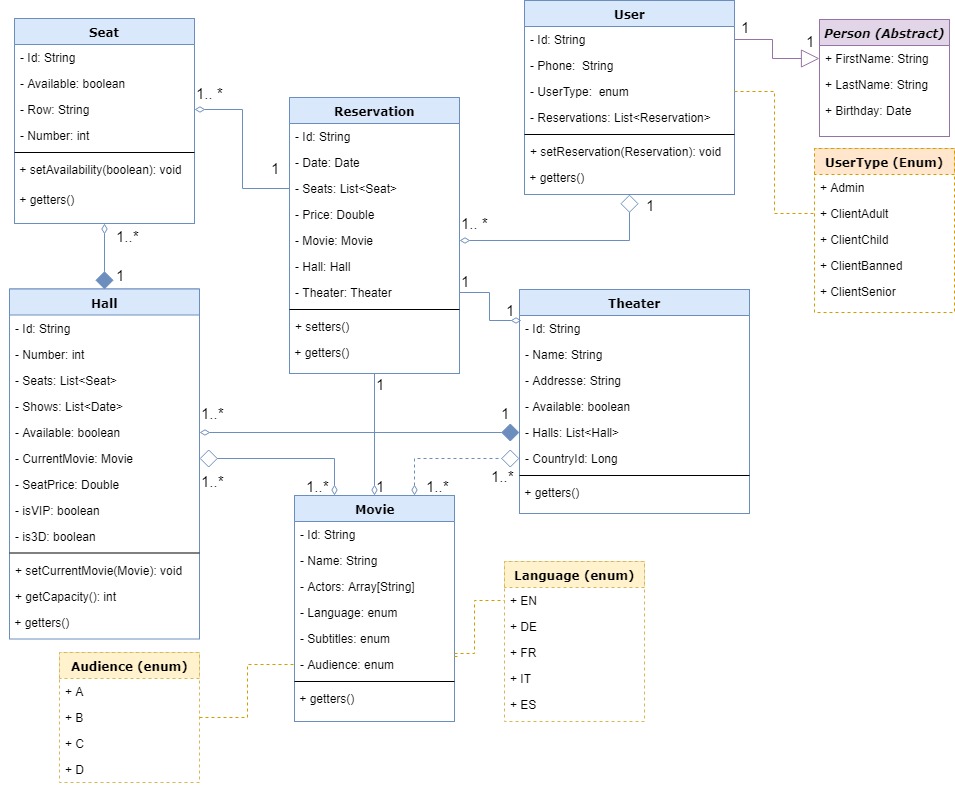 Seat
- Id: String
- Available: boolean
- Row: String
- Number: int
+ setAvailability(boolean): void
+ getters()
1.. *
1
1..*
1
Reservation
- Id: String
- Date: Date
- Seats: List<Seat>
- Price: Double
- Movie: Movie
- Hall: Hall
- Theater: Theater
+ setters()
+ getters()
1.. *
1
1
1
User
- Id: String
- Phone:  String
- UserType:  enum
- Reservations: List<Reservation>
+ setReservation(Reservation): void
+ getters()
1
1
1
Person (Abstract)
+ FirstName: String
+ LastName: String
+ Birthday: Date
UserType (Enum)
+ Admin
+ ClientAdult
+ ClientChild
+ ClientBanned
+ ClientSenior
Hall
- Id: String
- Number: int
- Seats: List<Seat>
- Shows: List<Date>
- Available: boolean
- CurrentMovie: Movie
- SeatPrice: Double
- isVIP: boolean
- is3D: boolean
+ setCurrentMovie(Movie): void
+ getCapacity(): int
+ getters()
1..*
1
1..*
1..*
1
1..*
1..*
Theater
- Id: String
- Name: String
- Addresse: String
- Available: boolean
- Halls: List<Hall>
- CountryId: Long
+ getters()
Movie
- Id: String
- Name: String
- Actors: Array[String]
- Language: enum
- Subtitles: enum
- Audience: enum
+ getters()
Language (enum)
+ EN
+ DE
+ FR
+ IT
+ ES
Audience (enum)
+ A
+ B
+ C
+ D